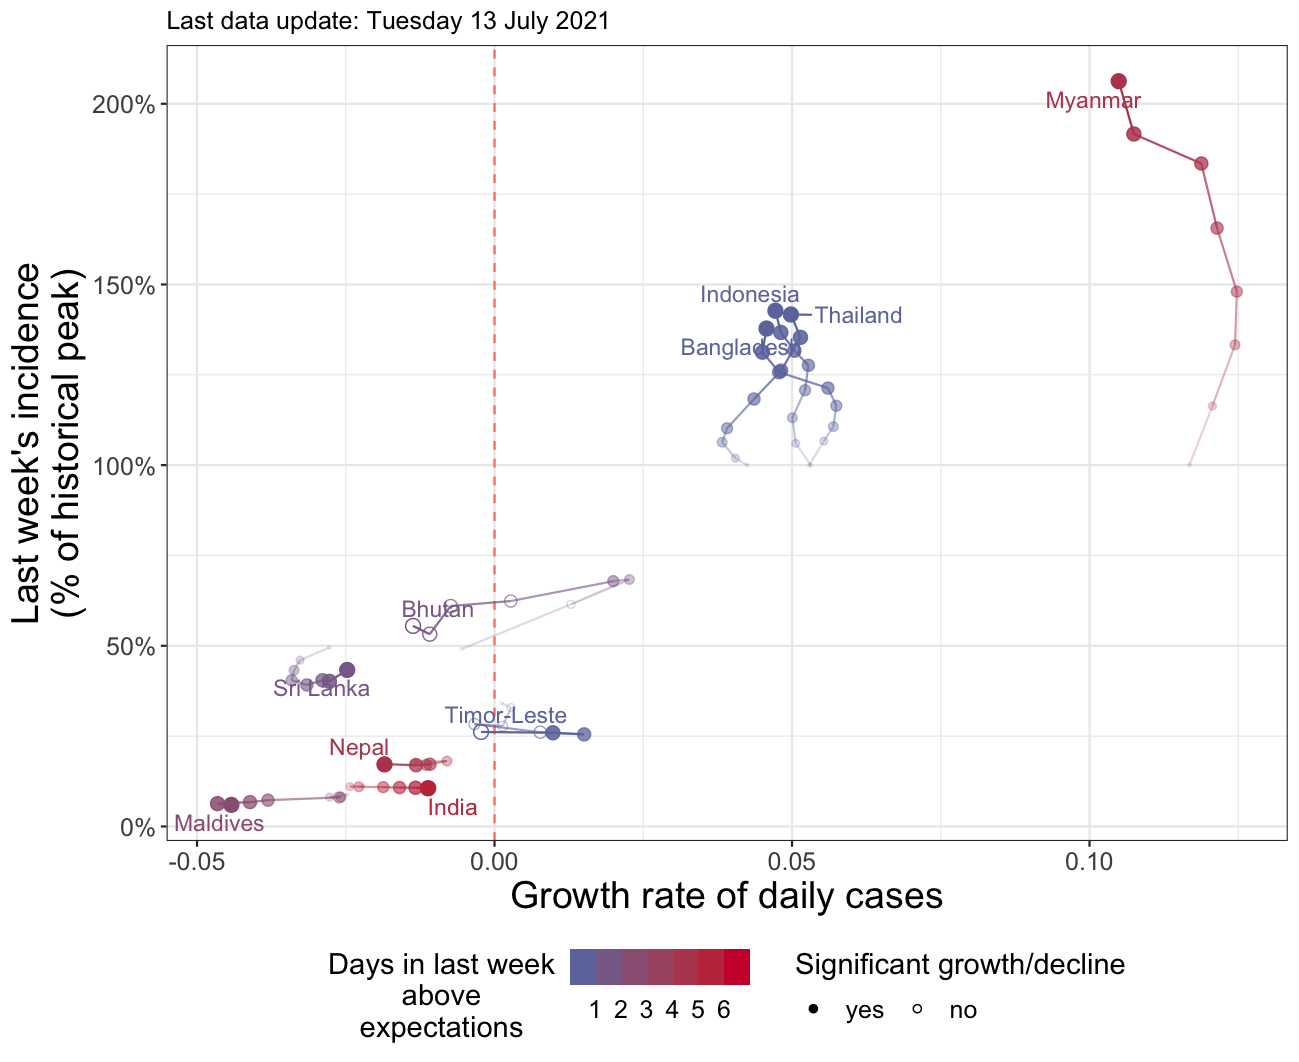 Last data update: Tuesday 13 July 2021
200%
Myanmar
150%
Indonesia
Thailand
Bangladesh
Last week's incidence
(% of historical peak)
100%
Bhutan
50%
Sri Lanka
Timor-Leste
Nepal
India
Maldives
0%
-0.05 0.00 0.05 0.10
Growth rate of daily cases
Days in last week
above
expectations
1 2 3 4 5 6
Significant growth/decline
yes no